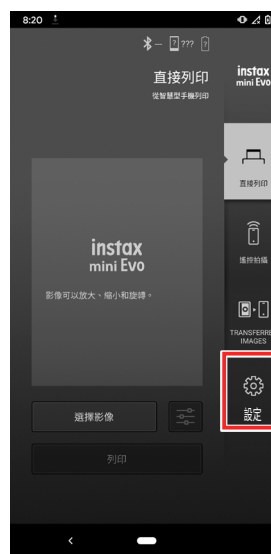 8:20
???
直接列印
從智慧型手機列印
instax
mini Evo
影像可以放大、縮小和旋轉。
選擇影像
列印
instax
mini Evo
直接列印
遙控拍攝
TRANSFERRE
IMAGES
設定